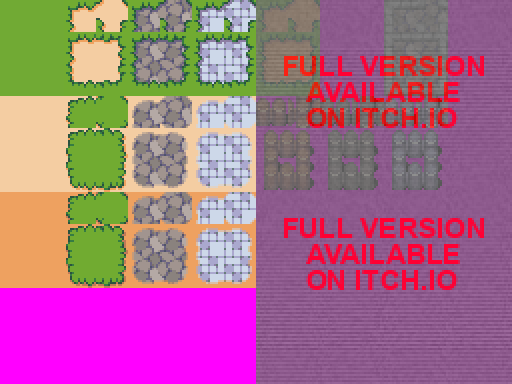 FULL VERSION
AVAILABLE
ON ITCH.IO
FULL VERSION
AVAILABLE
ON ITCH.IO